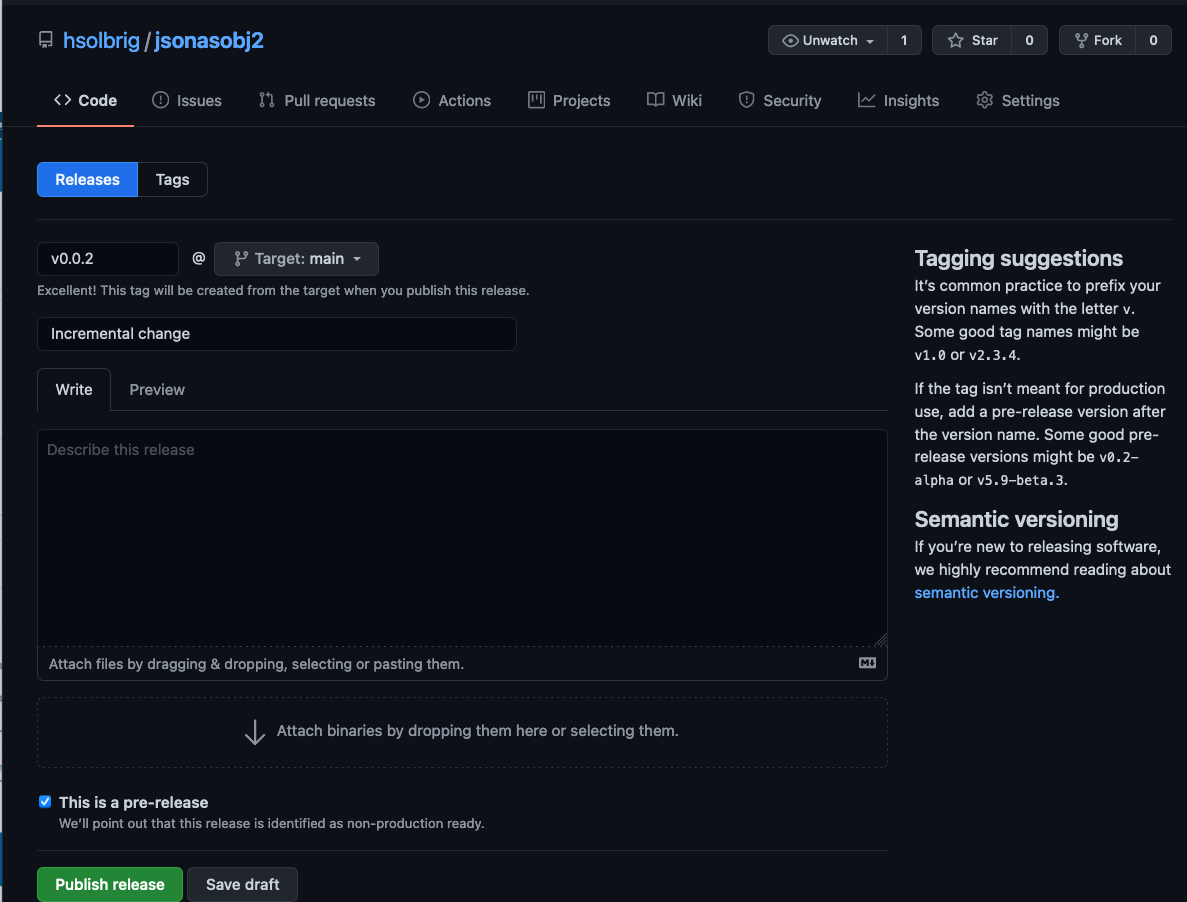 hsolbrig / jsonasobj2
Unwatch 1 Star 0 Fork 0
Code Issues Pull requests Actions Projects Wiki Security Insights Settings
Releases Tags
v0.0.2 @ Target: main
Excellent! This tag will be created from the target when you publish this release.
Incremental change
Write Preview
Describe this release
Attach files by dragging & dropping, selecting or pasting them.
Attach binaries by dropping them here or selecting them.
This is a pre-release
We’ll point out that this release is identified as non-production ready.
Publish release Save draft
Tagging suggestions
It’s common practice to prefix your
version names with the letter v.
Some good tag names might be
v1.0 or v2.3.4.
If the tag isn’t meant for production
use, add a pre-release version after
the version name. Some good pre-
release versions might be v0.2-
alpha or v5.9-beta.3.
Semantic versioning
If you’re new to releasing software,
we highly recommend reading about
semantic versioning.